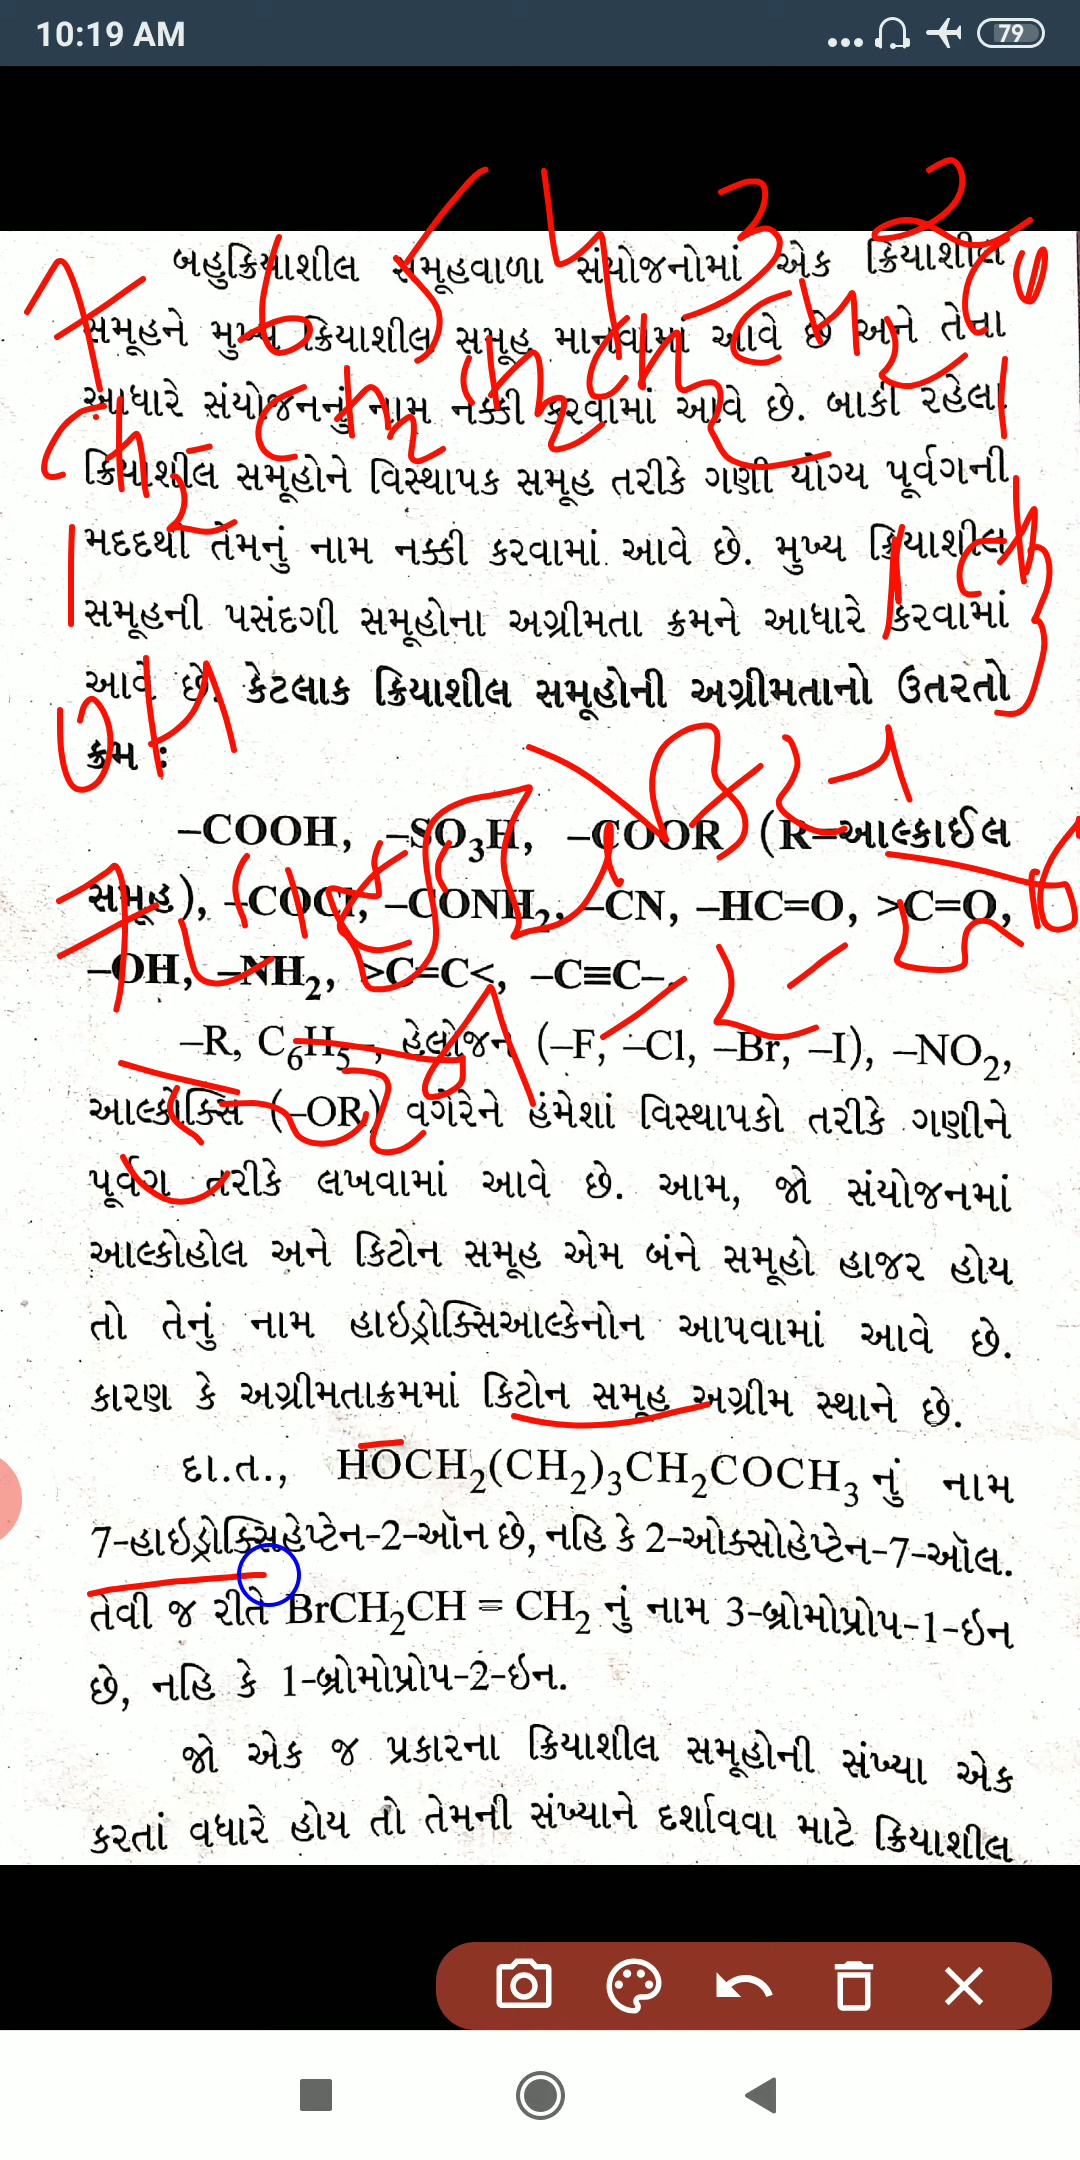 10:19 AM
79
બહુક્રિયાશીલ સમૂહવાળા સંયોજનોમાં એક ક્રિયાશીલ
સમૂહને મુખ્ય ક્રિયાશીલ સમૂહ માનવામાં આવે છે અને તેના
આધારે સંયોજનનું નામ નક્કી કરવામાં આવે છે. બાકી રહેલા
ક્રિયાશીલ સમૂહોને વિસ્થાપક સમૂહ તરીકે ગણી યોગ્ય પૂર્વગની
મદદથી તેમનું નામ નક્કી કરવામાં આવે છે. મુખ્ય ક્રિયાશીલ
સમૂહની પસંદગી સમૂહોના અગ્રીમતા ક્રમને આધારે કરવામાં
આવે છે. કેટલાક ક્રિયાશીલ સમૂહોની અગ્રીમતાનો ઉતરતો
ક્રમ :
–COOH, –SO₃H, –COOR (R–આલ્કાઈલ
સમૂહ), –COCl, –CONH₂, –CN, –HC=O, >C=O,
–OH, –NH₂, >C=C<, –C≡C–
–R, C₆H₅–, હેલોજન (–F, –Cl, –Br, –I), –NO₂,
આલ્કોક્સિ (–OR) વગેરેને હંમેશાં વિસ્થાપકો તરીકે ગણીને
પૂર્વગ તરીકે લખવામાં આવે છે. આમ, જો સંયોજનમાં
આલ્કોહોલ અને કિટોન સમૂહ એમ બંને સમૂહો હાજર હોય
તો તેનું નામ હાઇડ્રોક્સિઆલ્કેનોન આપવામાં આવે છે.
કારણ કે અગ્રીમતાક્રમમાં કિટોન સમૂહ અગ્રીમ સ્થાને છે.
દા.ત., HOCH₂(CH₂)₃CH₂COCH₃ નું નામ
7-હાઇડ્રોક્સિહેપ્ટેન-2-ઑન છે, નહિ કે 2-ઓક્સોહેપ્ટેન-7-ઑલ.
તેવી જ રીતે BrCH₂CH = CH₂ નું નામ 3-બ્રોમોપ્રોપ-1-ઇન
છે, નહિ કે 1-બ્રોમોપ્રોપ-2-ઇન.
જો એક જ પ્રકારના ક્રિયાશીલ સમૂહોની સંખ્યા એક
કરતાં વધારે હોય તો તેમની સંખ્યાને દર્શાવવા માટે ક્રિયાશીલ